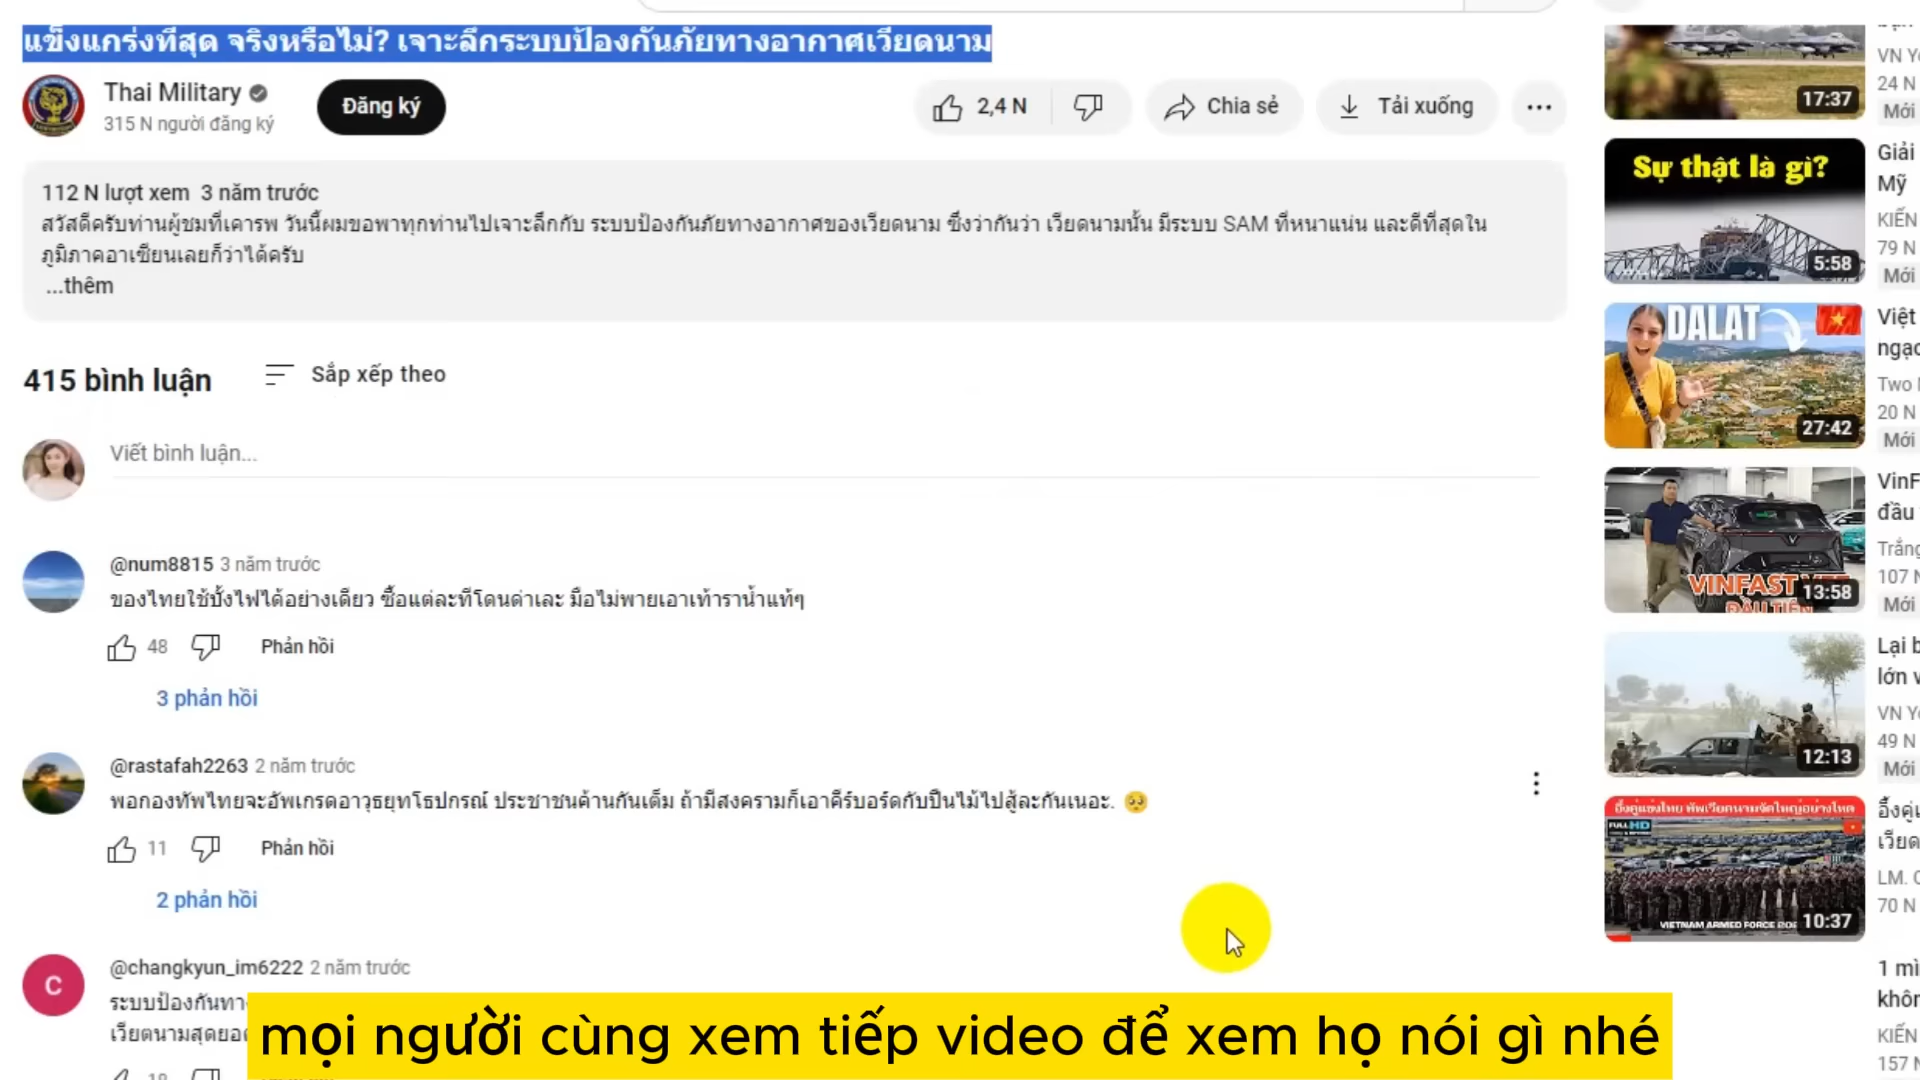 แข็งแกร่งที่สุด จริงหรือไม่? เจาะลึกระบบป้องกันภัยทางอากาศเวียดนาม
Thai Military
315 N người đăng ký
Đăng ký
2,4 N
Chia sẻ
Tải xuống
112 N lượt xem 3 năm trước
สวัสดีครับท่านผู้ชมที่เคารพ วันนี้ผมขอพาทุกท่านไปเจาะลึกกับ ระบบป้องกันภัยทางอากาศของเวียดนาม ซึ่งว่ากันว่า เวียดนามนั้น มีระบบ SAM ที่หนาแน่น และดีที่สุดใน
ภูมิภาคอาเซียนเลยก็ว่าได้ครับ
...thêm
415 bình luận
Sắp xếp theo
Viết bình luận...
@num8815 3 năm trước
ของไทยใช้บั้งไฟได้อย่างเดียว ซื้อแต่ละทีโดนด่าเละ มือไม่พายเอาเท้าราน้ำแท้ๆ
48
Phản hồi
3 phản hồi
@rastafah2263 2 năm trước
พอกองทัพไทยจะอัพเกรดอาวุธยุทโธปกรณ์ ประชาชนค้านกันเต็ม ถ้ามีสงครามก็เอาคีร์บอร์ดกับปืนไม้ไปสู้ละกันเนอะ. 🥺
11
Phản hồi
2 phản hồi
C
@changkyun_im6222 2 năm trước
ระบบป้องกันทา
เวียดนามสุดยอด
18
mọi người cùng xem tiếp video để xem họ nói gì nhé
VN
24 N
Mới
17:37
Sự thật là gì?
5:58
Giải
Mỹ
KIẾN
79 N
Mới
DALAT
27:42
Việt
Two
20 N
Mới
VINFAST
ĐẦU TIÊN
13:58
VinF
đầu
Trắng
107 N
Mới
12:13
Lại
lớn
VN
49 N
Mới
อึ้งคู่แข่งไทย ทัพเวียดนามจัดใหญ่อย่างโหด
FULL HD
VIETNAM ARMED FORCE
10:37
อึ้งคู่
เวียด
LM.
70 N
1 mì
khôn
KIẾN
157 N